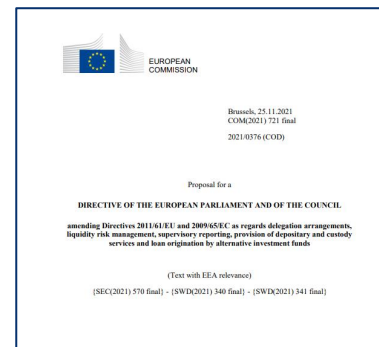 EUROPEAN
COMMISSION
Brussels, 25.11.2021
COM(2021) 721 final
2021/0376 (COD)
Proposal for a
DIRECTIVE OF THE EUROPEAN PARLIAMENT AND OF THE COUNCIL
amending Directives 2011/61/EU and 2009/65/EC as regards delegation arrangements,
liquidity risk management, supervisory reporting, provision of depositary and custody
services and loan origination by alternative investment funds
(Text with EEA relevance)
{SEC(2021) 570 final} - {SWD(2021) 340 final} - {SWD(2021) 341 final}